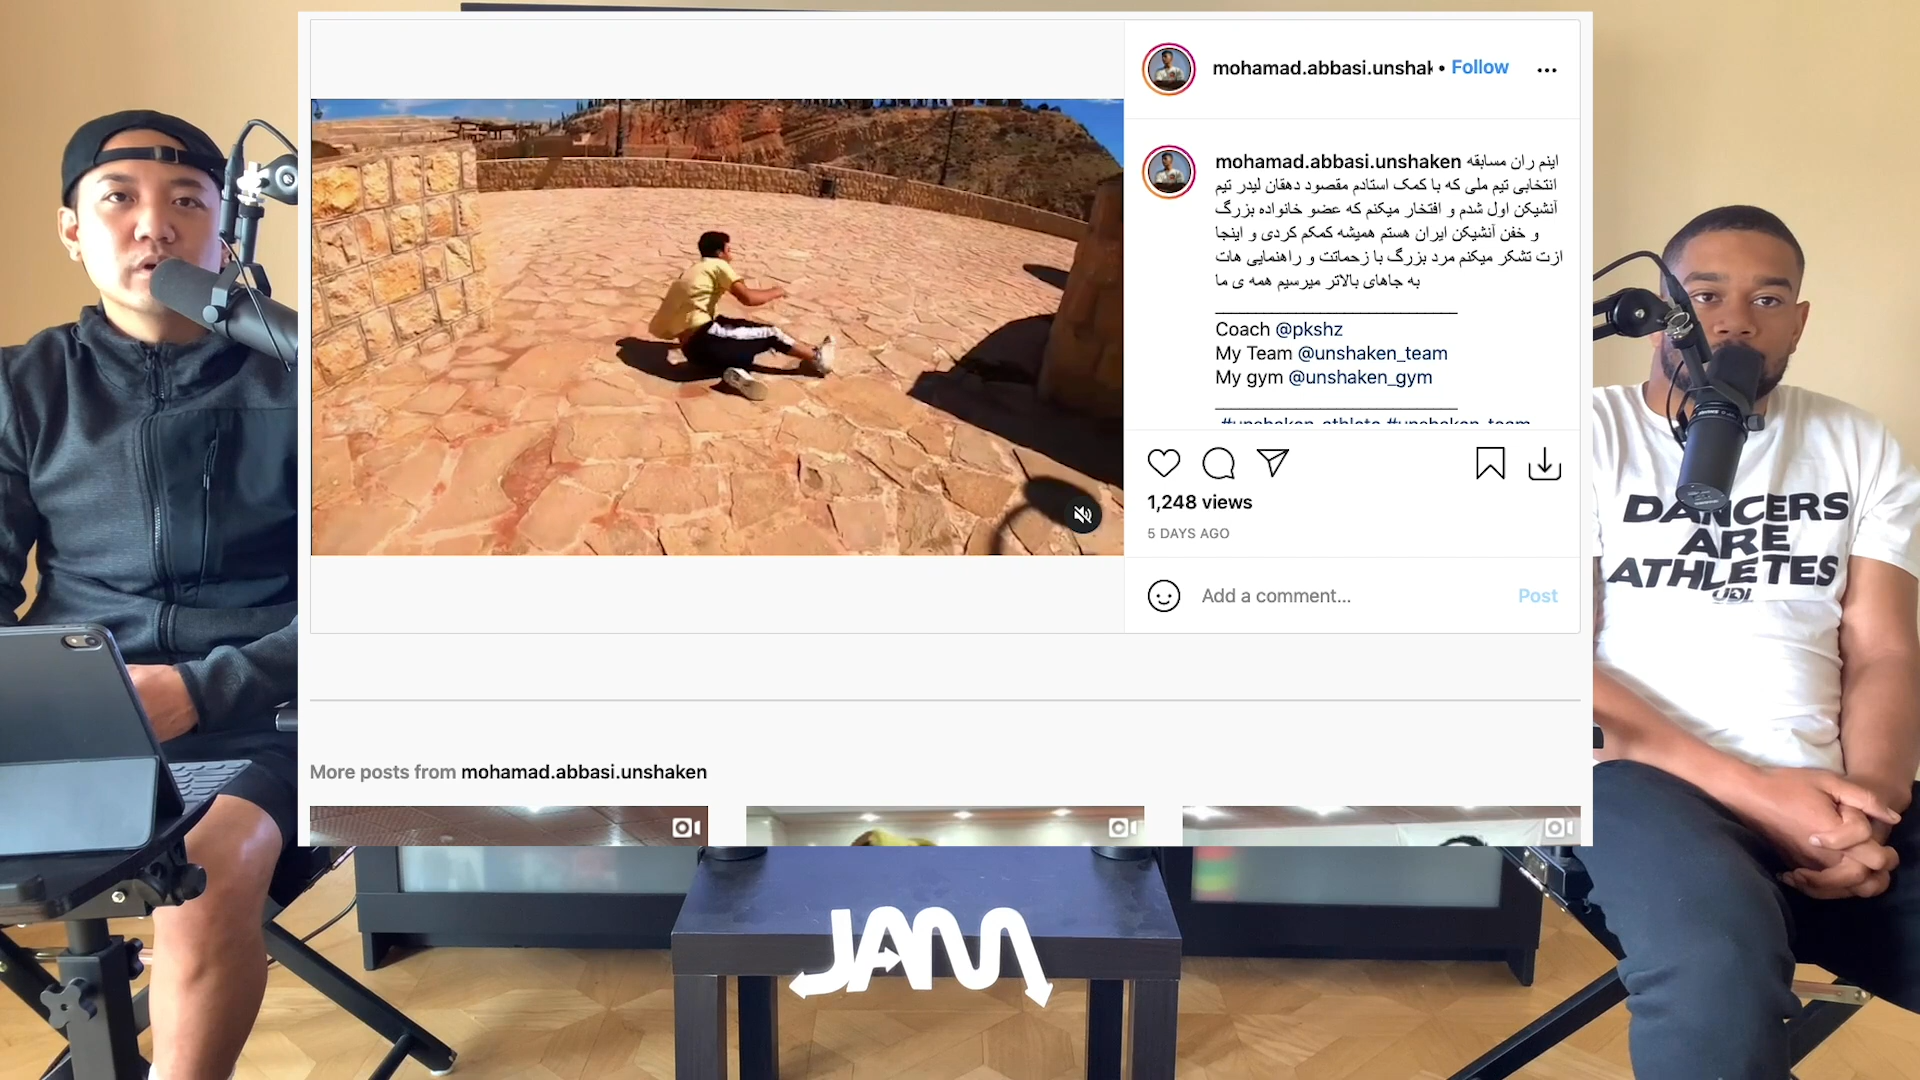 mohamad.abbasi.unshak • Follow
mohamad.abbasi.unshaken اینم ران مسابقه
انتخابی تیم ملی که با کمک استادم مقصود دهقان لیدر تیم
آنشیکن اول شدم و افتخار میکنم که عضو خانواده بزرگ
و خفن آنشیکن ایران هستم همیشه کمکم کردی و اینجا
ازت تشکر میکنم مرد بزرگ با زحماتت و راهنمایی هات
به جاهای بالاتر میرسیم همه ی ما
Coach @pkshz
My Team @unshaken_team
My gym @unshaken_gym
#unshaken_athlete #unshaken_team
1,248 views
5 DAYS AGO
Add a comment...
Post
More posts from mohamad.abbasi.unshaken
DANCERS
ARE
ATHLETES
UDI
JAM